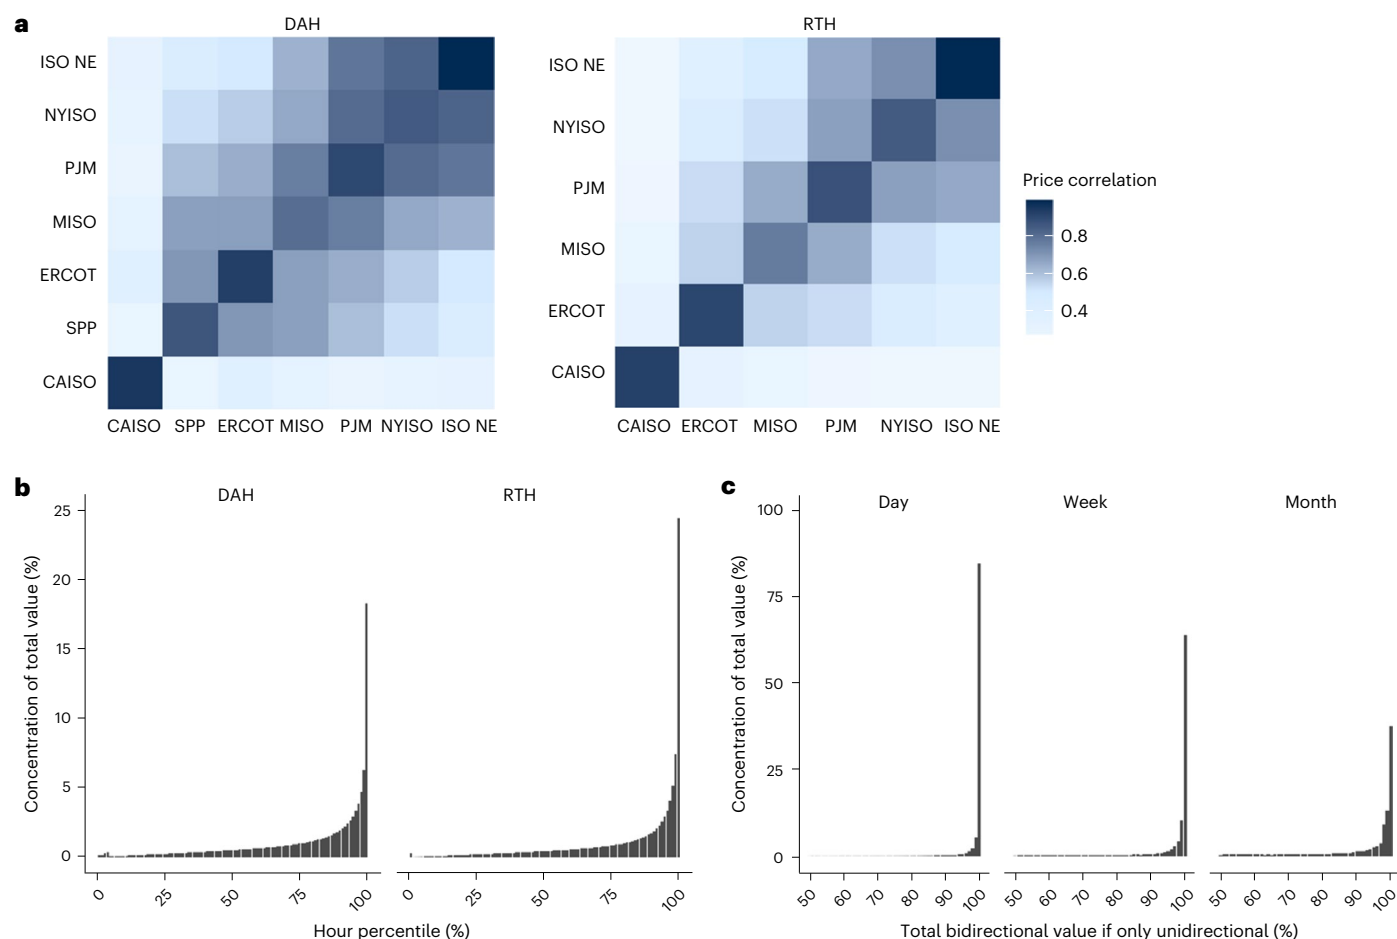 a
DAH
RTH
ISO NE
NYISO
PJM
MISO
ERCOT
SPP
CAISO
CAISO SPP ERCOT MISO PJM NYISO ISO NE
ISO NE
NYISO
PJM
MISO
ERCOT
CAISO
CAISO ERCOT MISO PJM NYISO ISO NE
Price correlation
0.8
0.6
0.4
b
DAH
RTH
Concentration of total value (%)
25
20
15
10
5
0
0 25 50 75 100
0 25 50 75 100
Hour percentile (%)
c
Day
Week
Month
Concentration of total value (%)
100
75
50
25
0
50 60 70 80 90 100
50 60 70 80 90 100
50 60 70 80 90 100
Total bidirectional value if only unidirectional (%)